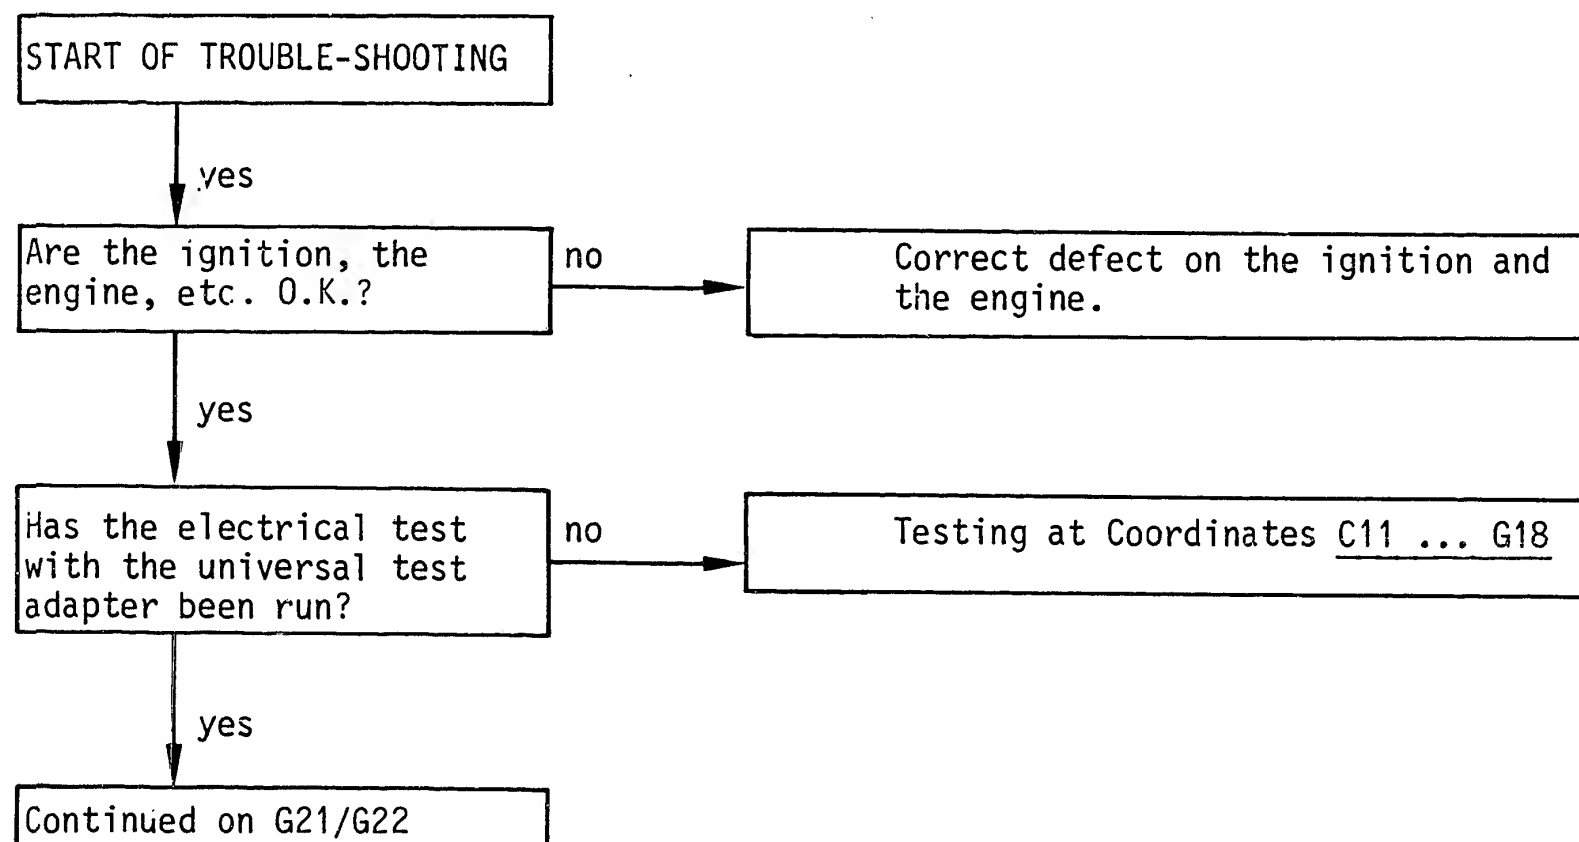 START OF TROUBLE-SHOOTING
yes
Are the ignition, the
engine, etc. O.K.?
no
Correct defect on the ignition and
the engine.
yes
Has the electrical test
with the universal test
adapter been run?
no
Testing at Coordinates C11 ... G18
yes
Continued on G21/G22